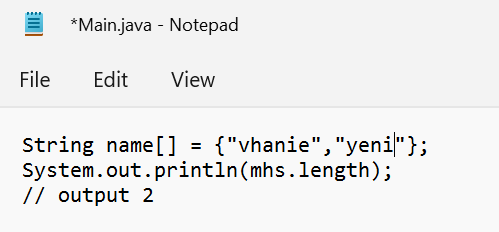 *Main.java - Notepad
File Edit View
String name[] = {"vhanie","yeni"};
System.out.println(mhs.length);
// output 2